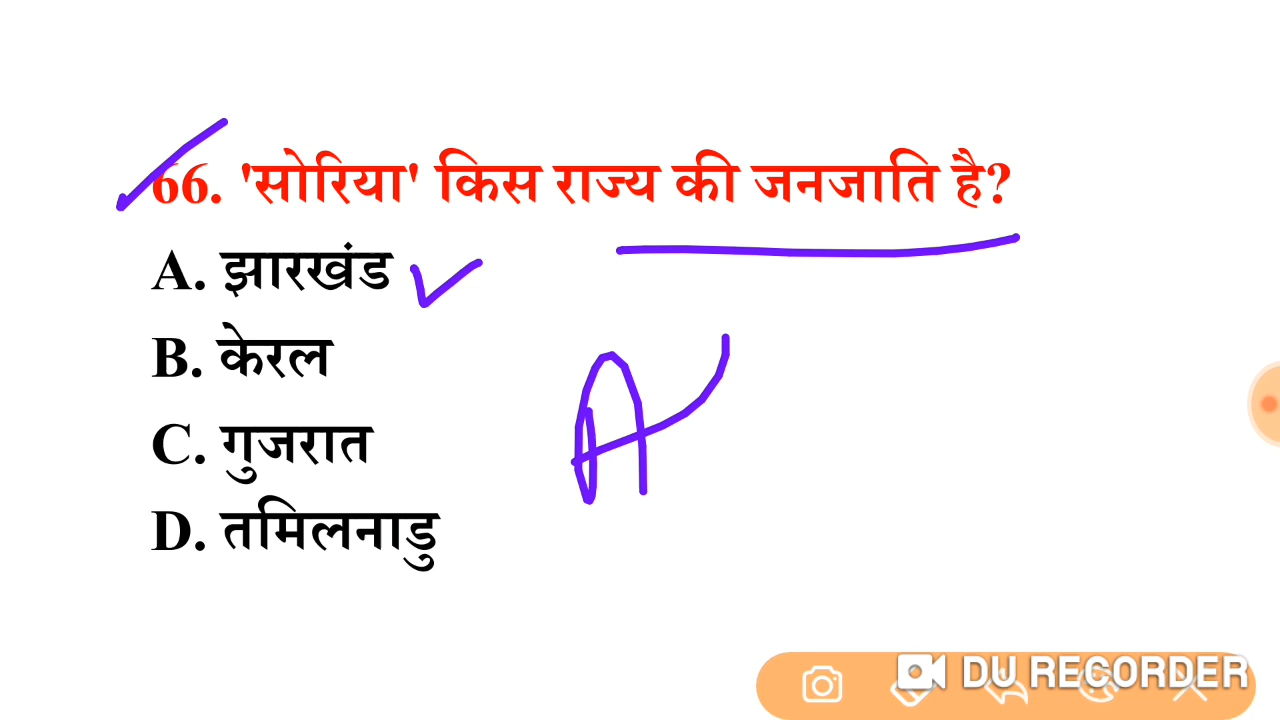 66. 'सोरिया' किस राज्य की जनजाति है?
A. झारखंड
B. केरल
A
C. गुजरात
D. तमिलनाडु
DU RECORDER